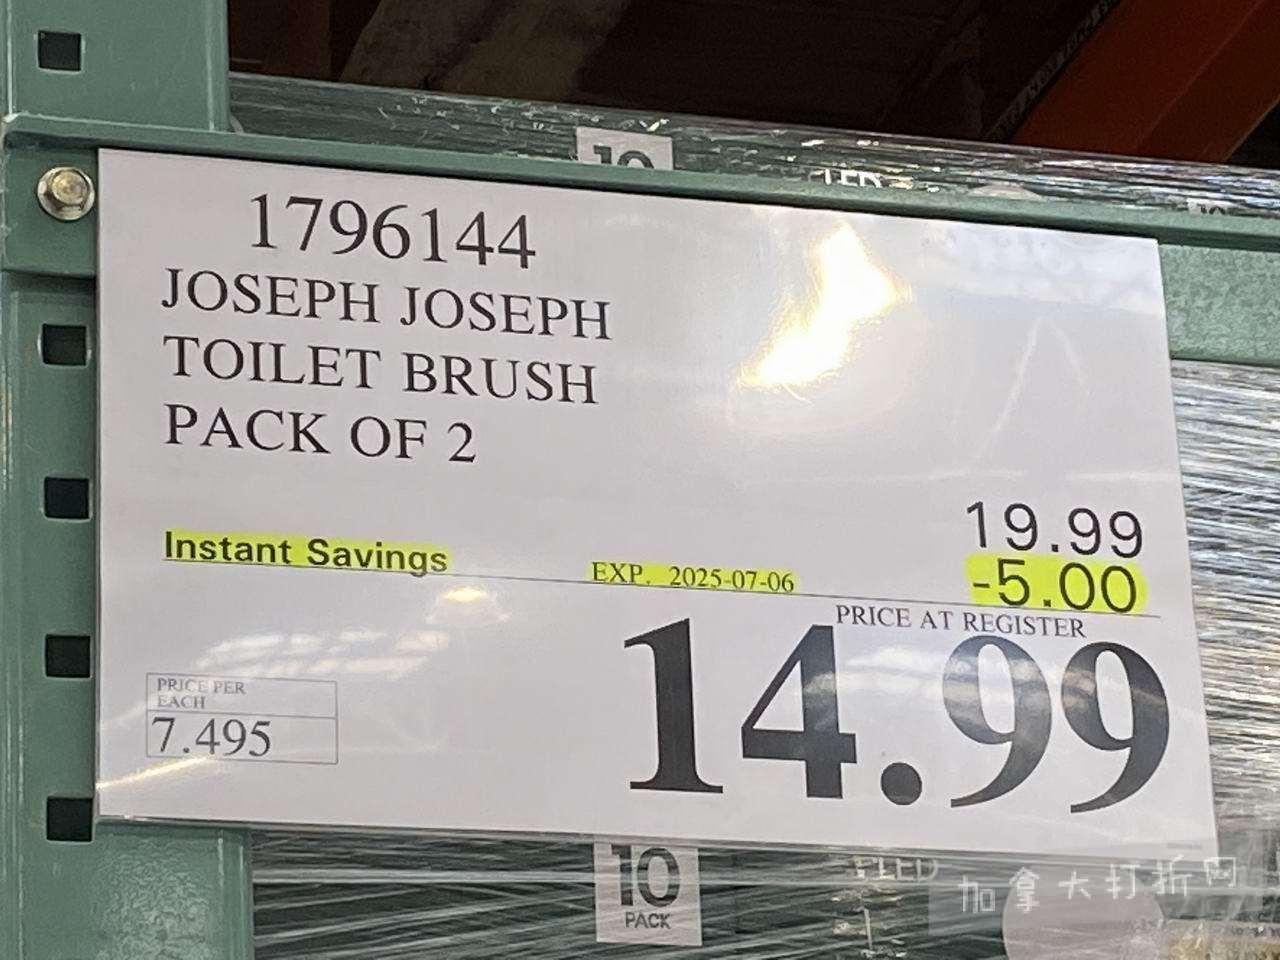 10
1796144
JOSEPH JOSEPH
TOILET BRUSH
PACK OF 2
19.99
Instant Savings EXP. 2025-07-06 -5.00
PRICE AT REGISTER
14.99
PRICE PER
EACH
7.495
10
PACK
加拿大打折网